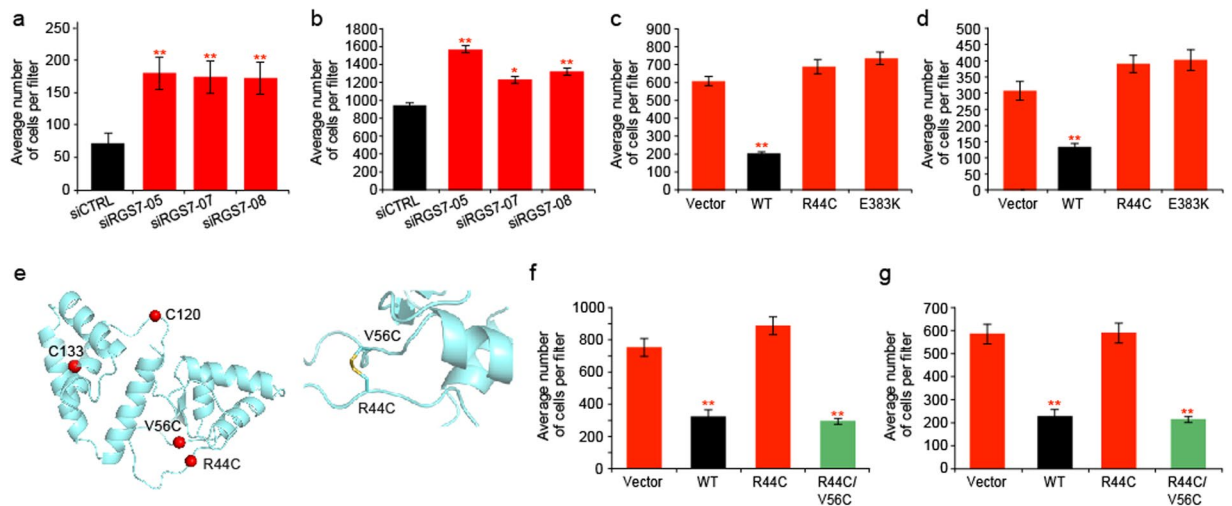 a
Average number
of cells per filter
250
200
150
100
50
0
**
**
**
siCTRL
siRGS7-05
siRGS7-07
siRGS7-08
b
Average number
of cells per filter
1800
1600
1400
1200
1000
800
600
400
200
0
**
*
**
siCTRL
siRGS7-05
siRGS7-07
siRGS7-08
c
Average number
of cells per filter
900
800
700
600
500
400
300
200
100
0
**
Vector
WT
R44C
E383K
d
Average number
of cells per filter
500
450
400
350
300
250
200
150
100
50
0
**
Vector
WT
R44C
E383K
e
C120
C133
V56C
R44C
V56C
R44C
f
Average number
of cells per filter
1000
800
600
400
200
0
**
**
Vector
WT
R44C
R44C/
V56C
g
Average number
of cells per filter
700
600
500
400
300
200
100
0
**
**
Vector
WT
R44C
R44C/
V56C